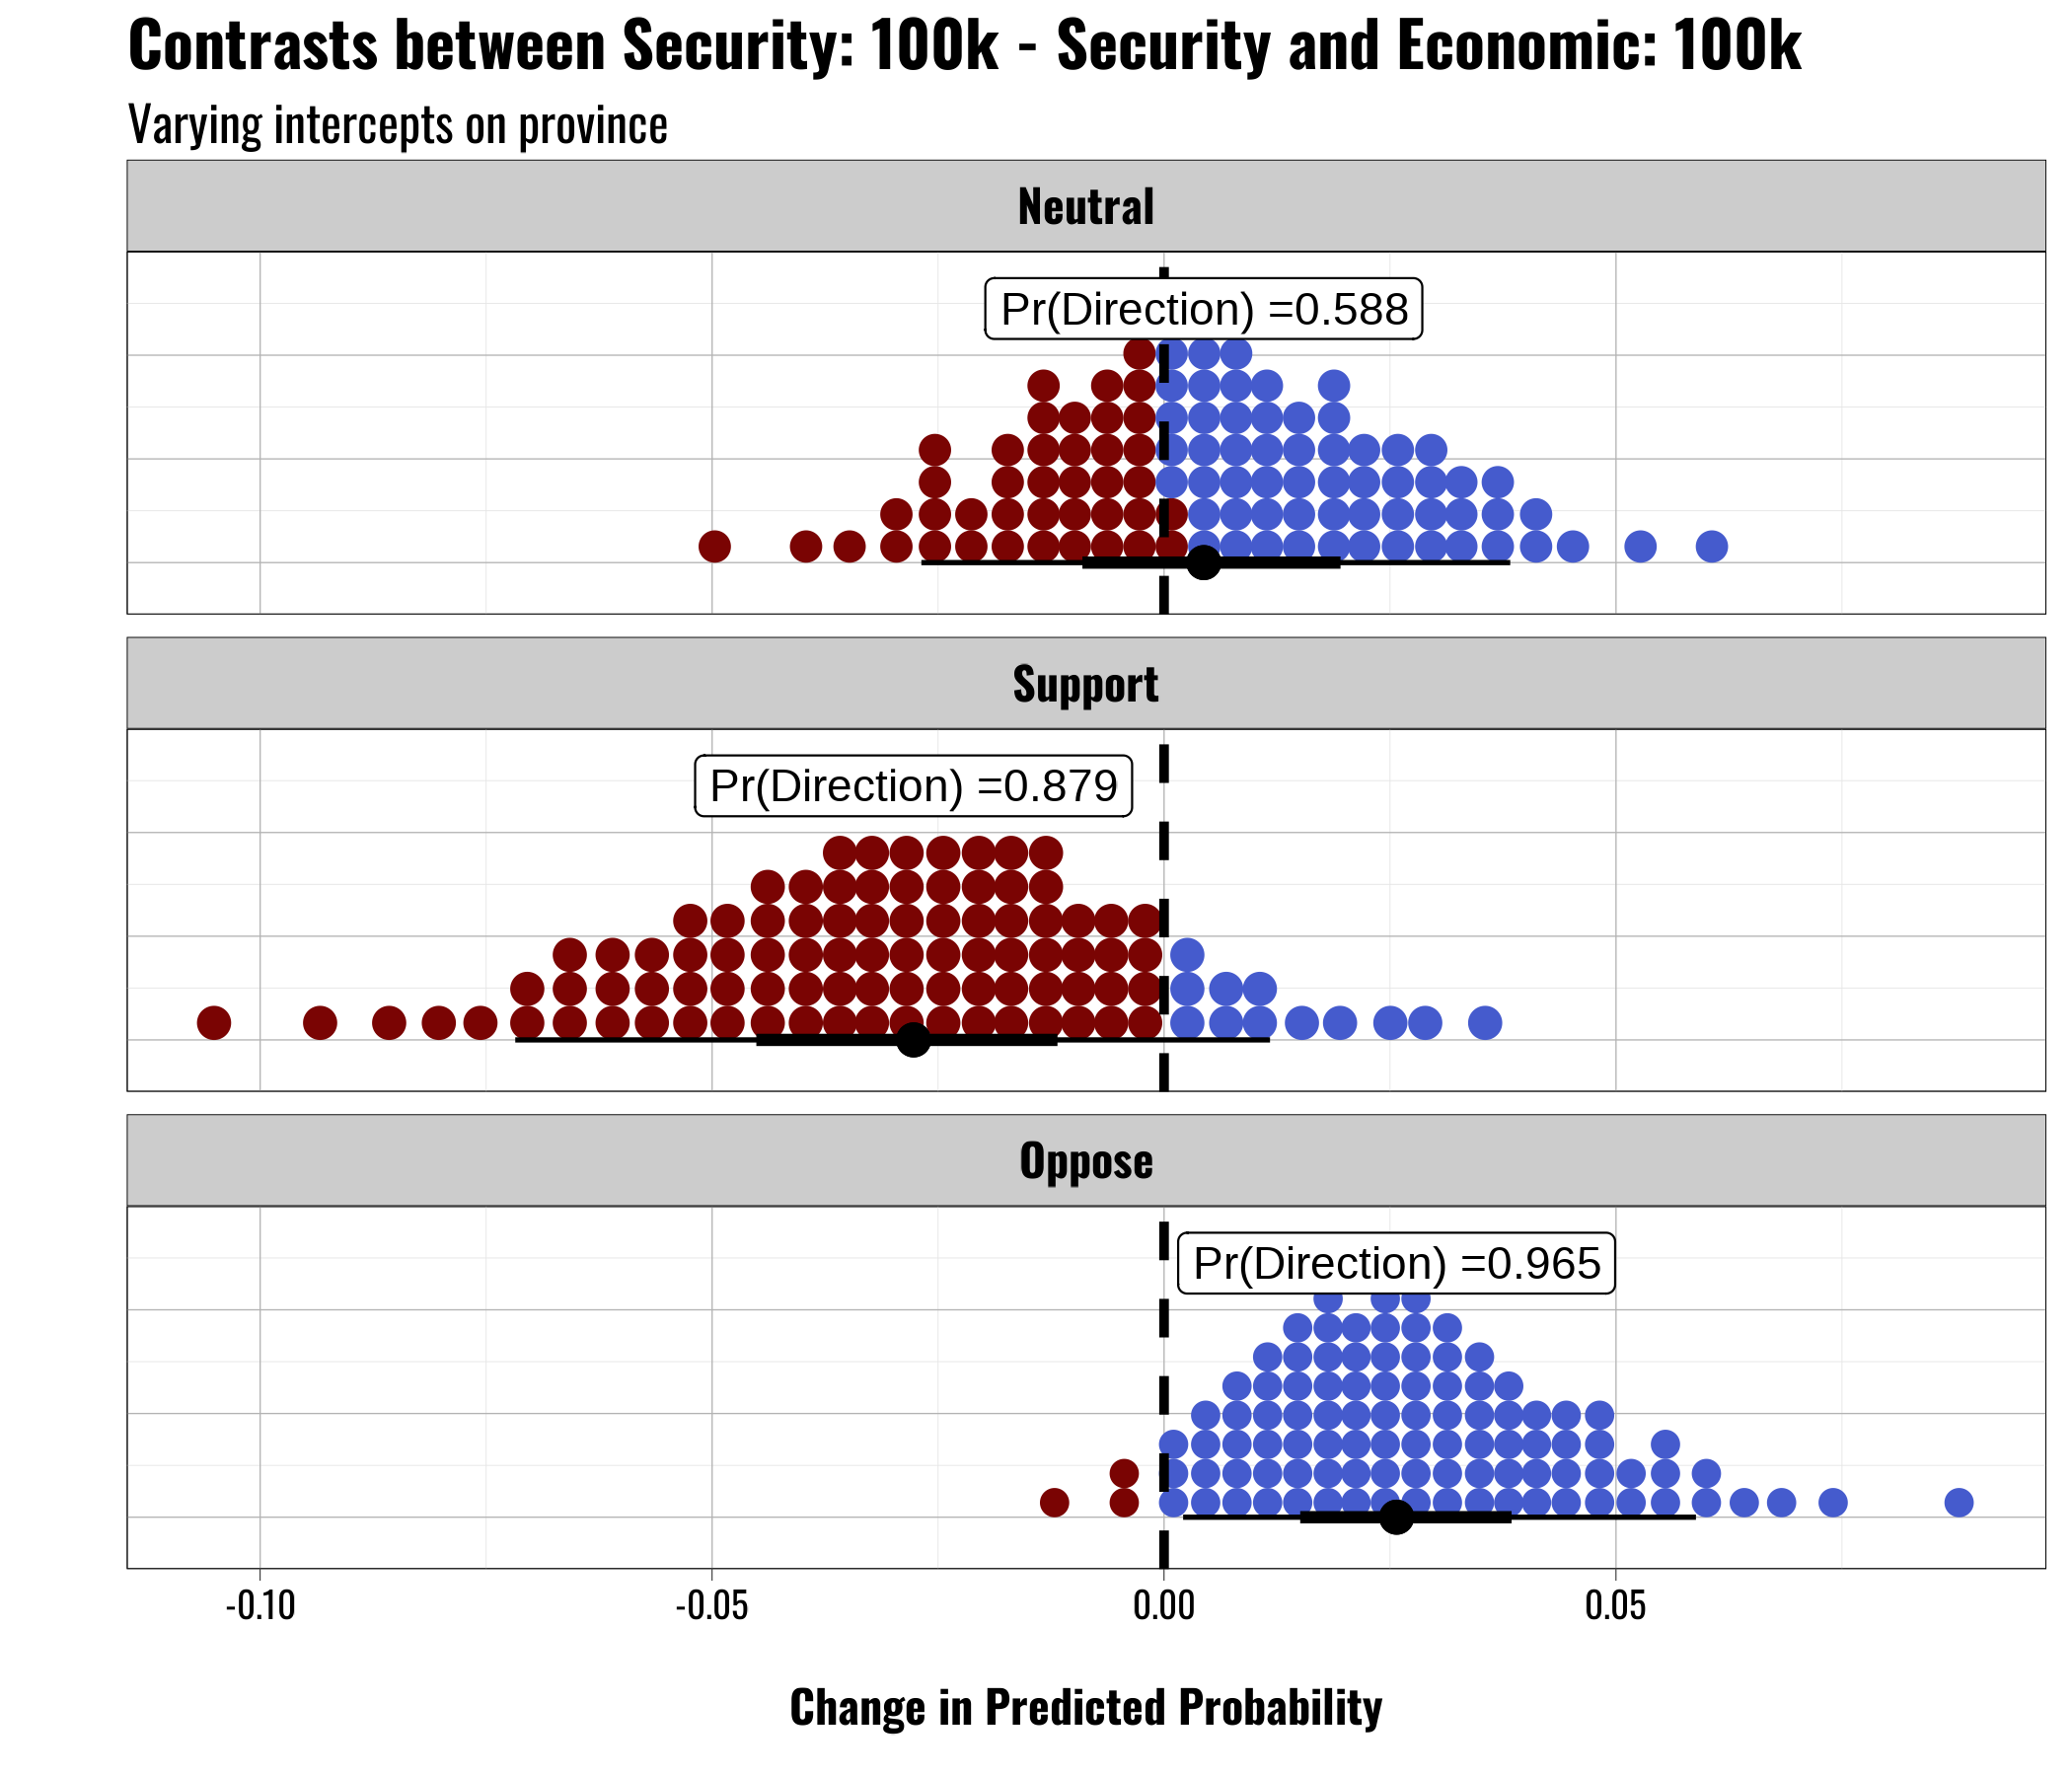 Contrasts between Security: 100k - Security and Economic: 100k
Varying intercepts on province
Neutral
Pr(Direction) =0.588
Support
Pr(Direction) =0.879
Oppose
Pr(Direction) =0.965
-0.10 -0.05 0.00 0.05
Change in Predicted Probability